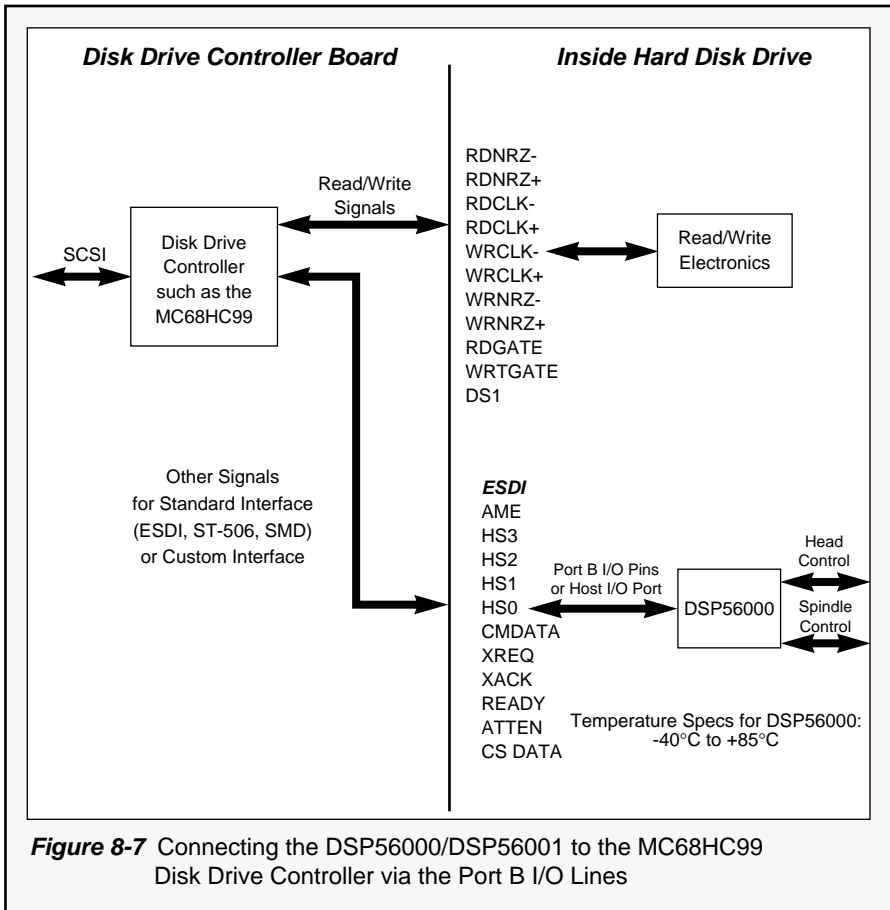 Disk Drive Controller Board
Inside Hard Disk Drive
SCSI
Disk Drive
Controller
such as the
MC68HC99
Read/Write
Signals
RDNRZ-
RDNRZ+
RDCLK-
RDCLK+
WRCLK-
WRCLK+
WRNRZ-
WRNRZ+
RDGATE
WRTGATE
DS1
Read/Write
Electronics
Other Signals
for Standard Interface
(ESDI, ST-506, SMD)
or Custom Interface
ESDI
AME
HS3
HS2
HS1
HS0
CMDATA
XREQ
XACK
READY
ATTEN
CS DATA
Port B I/O Pins
or Host I/O Port
DSP56000
Head
Control
Spindle
Control
Temperature Specs for DSP56000:
-40°C to +85°C
Figure 8-7 Connecting the DSP56000/DSP56001 to the MC68HC99
Disk Drive Controller via the Port B I/O Lines